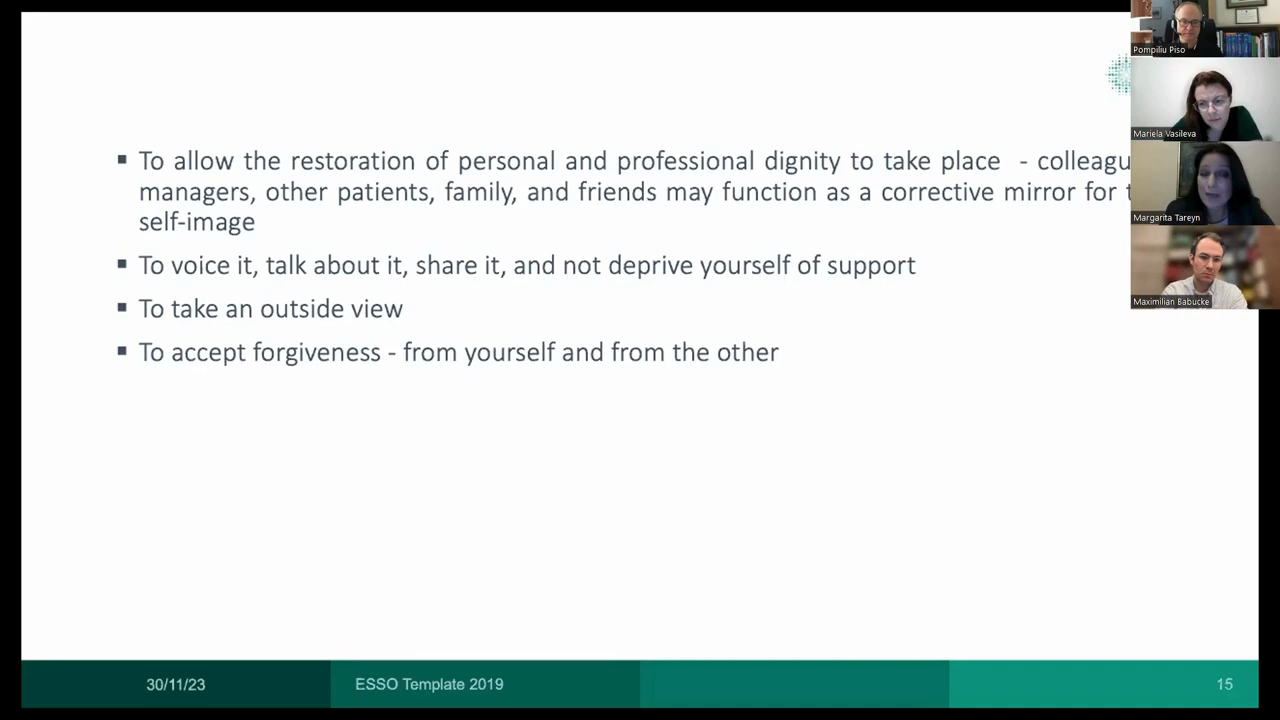 Pompiliu Piso
Mariela Vasileva
Margarita Tareyn
Maximilian Babucke
▪ To allow the restoration of personal and professional dignity to take place - 
managers, other patients, family, and friends may function as a corrective mirror for
self-image
▪ To voice it, talk about it, share it, and not deprive yourself of support
▪ To take an outside view
▪ To accept forgiveness - from yourself and from the other
30/11/23
ESSO Template 2019
15